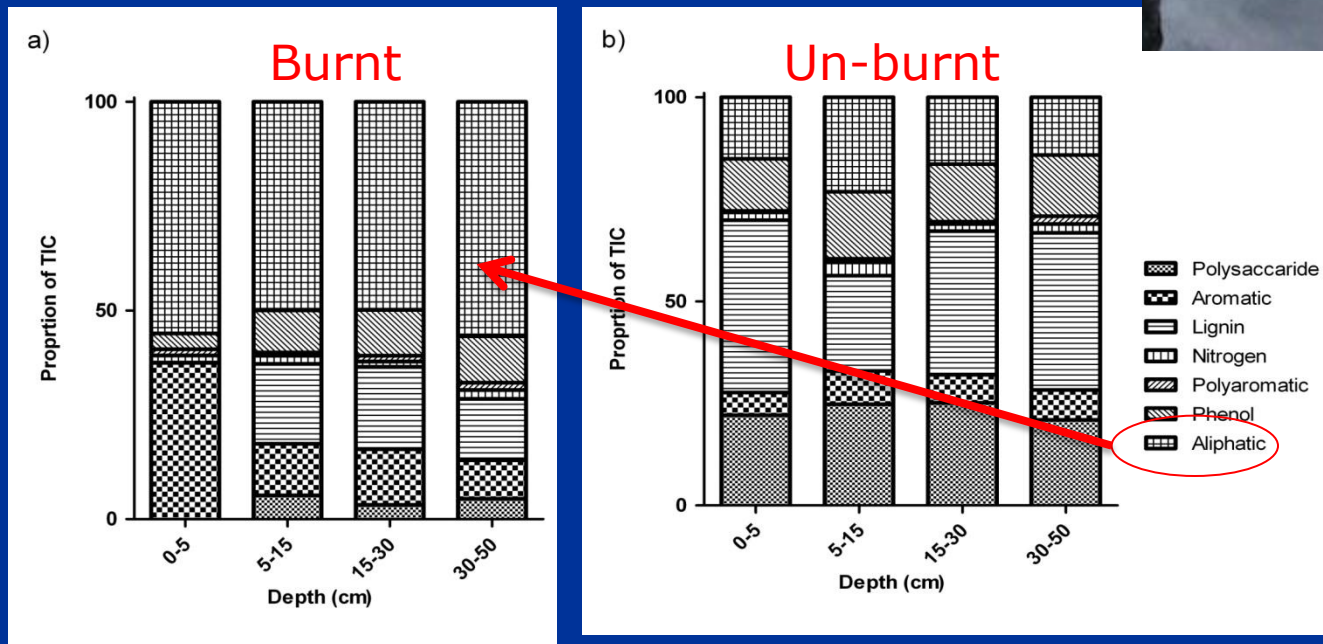 a)
Burnt
100
50
0
Proprtion of TIC
0-5
5-15
15-30
30-50
Depth (cm)
b)
Un-burnt
100
50
0
Proprtion of TIC
0-5
5-15
15-30
30-50
Depth (cm)
Polysaccaride
Aromatic
Lignin
Nitrogen
Polyaromatic
Phenol
Aliphatic